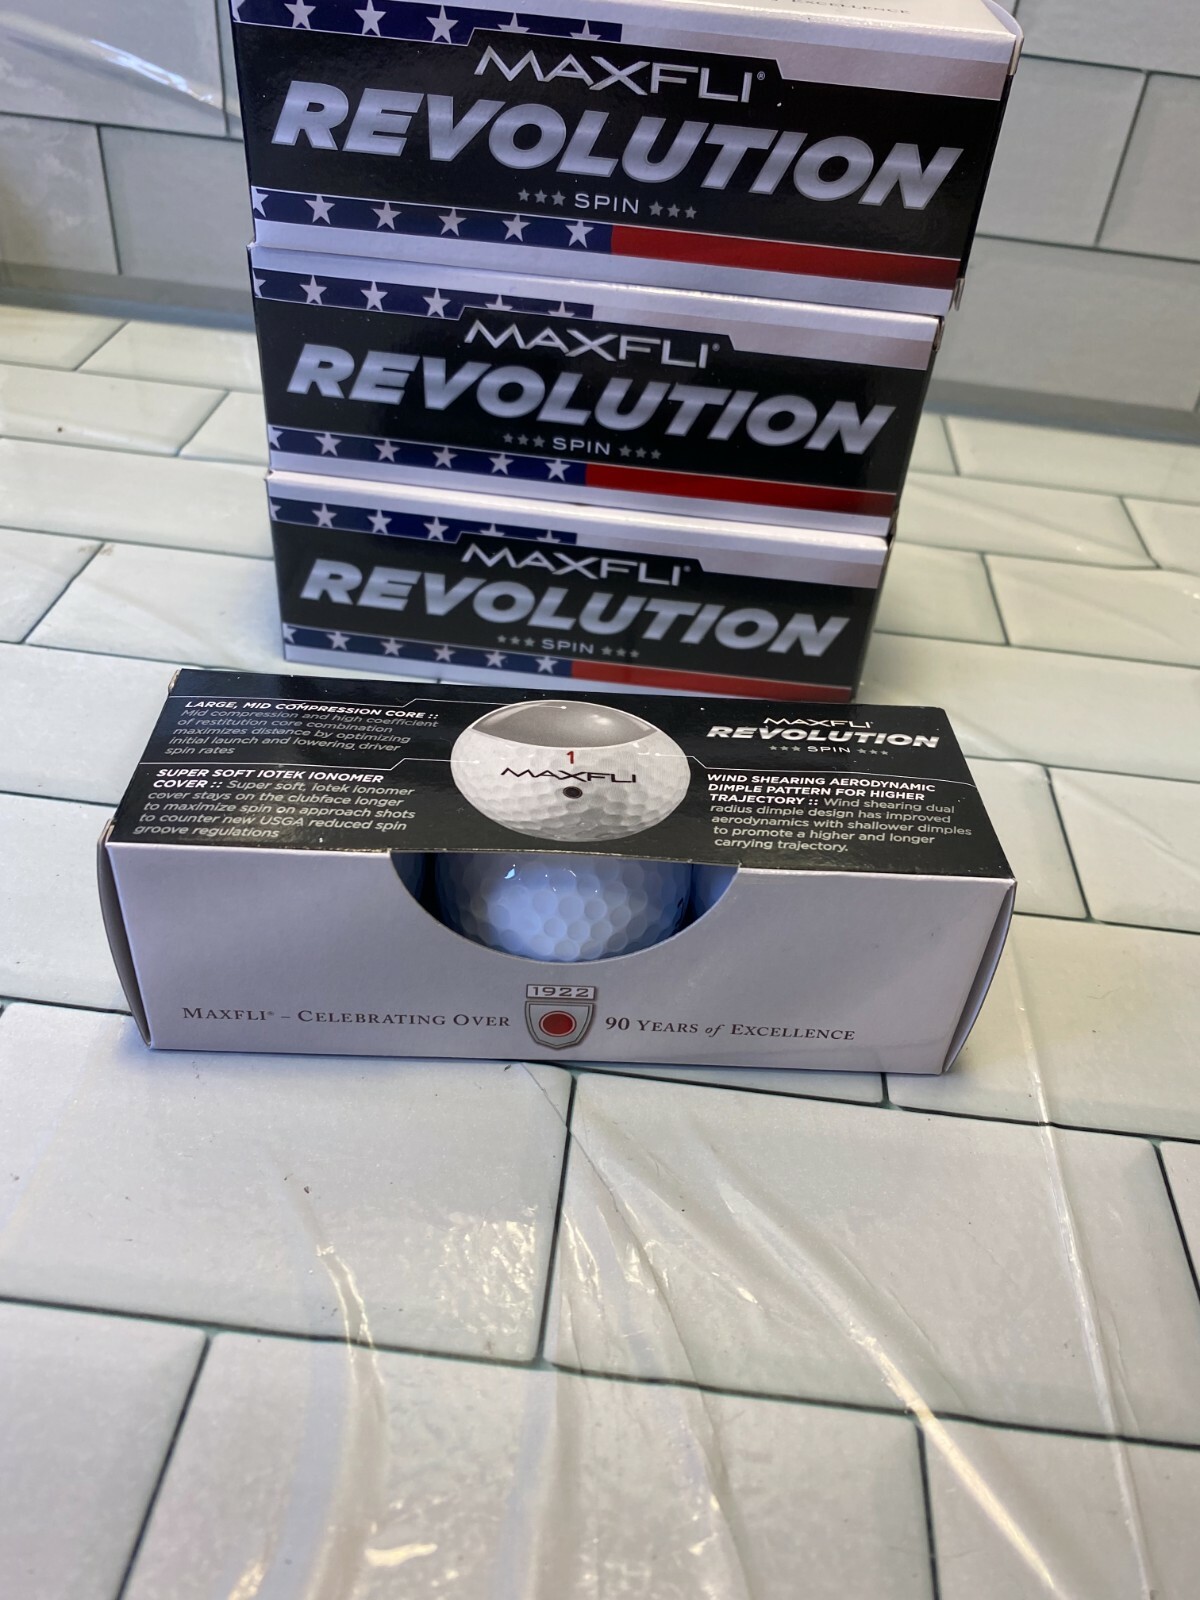 EXCELLENCE
MAXFLI®
REVOLUTION
★★★ SPIN ★★★
MAXFLI®
REVOLUTION
★★★ SPIN ★★★
MAXFLI®
REVOLUTION
★★★ SPIN ★★★
LARGE, MID COMPRESSION CORE ::
Mid compression and high coefficient
of restitution core combination
maximizes distance by optimizing
initial launch and lowering driver
spin rates
SUPER SOFT IOTEK IONOMER
COVER :: Super soft, Iotek Ionomer
cover stays on the clubface longer
to maximize spin on approach shots
to counter new USGA reduced spin
groove regulations
1
MAXFLI
MAXFLI®
REVOLUTION
★★★ SPIN ★★★
WIND SHEARING AERODYNAMIC
DIMPLE PATTERN FOR HIGHER
TRAJECTORY :: Wind shearing dual
radius dimple design has improved
aerodynamics with shallower dimples
to promote a higher and longer
carrying trajectory.
1922
MAXFLI® – CELEBRATING OVER 90 YEARS of EXCELLENCE